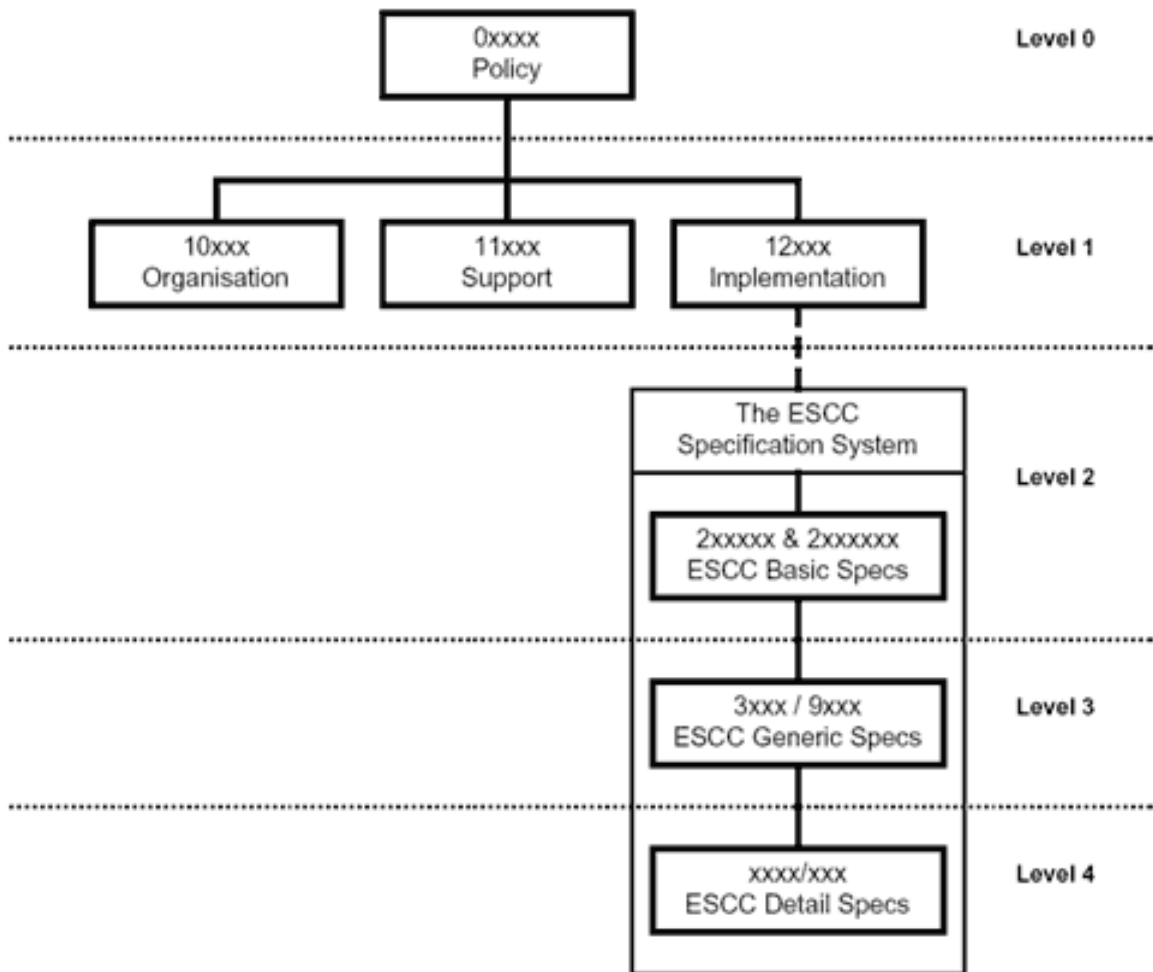 0xxxx
Policy
Level 0
10xxx
Organisation
11xxx
Support
12xxx
Implementation
Level 1
The ESCC
Specification System
Level 2
2xxxxx & 2xxxxxx
ESCC Basic Specs
3xxx / 9xxx
ESCC Generic Specs
Level 3
xxxx/xxx
ESCC Detail Specs
Level 4